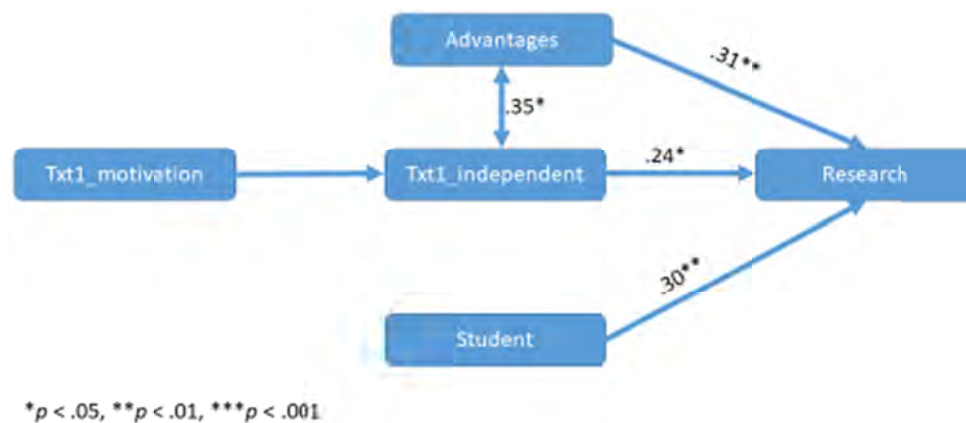 Advantages
.31**
.35*
Txt1_motivation
Txt1_independent
.24*
Research
.30**
Student
*p < .05, **p < .01, ***p < .001